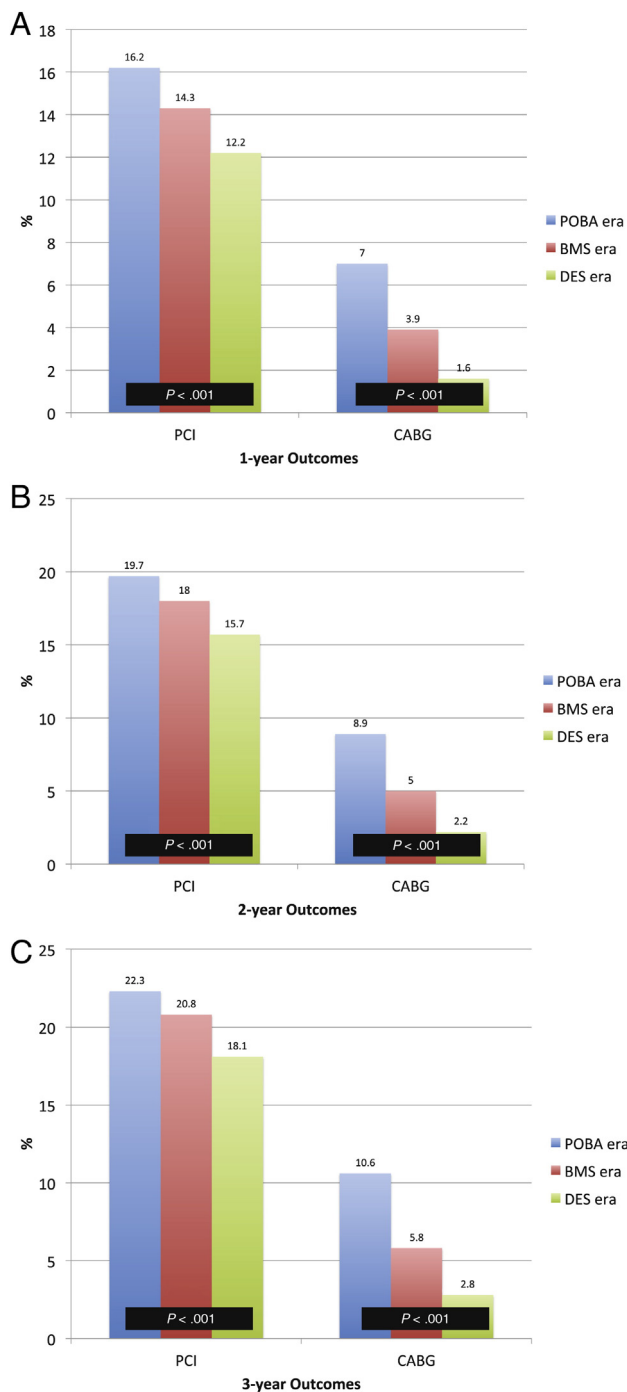 A
18
16.2
16
14.3
14
12.2
12
10
%
POBA era
8
7
BMS era
DES era
6
3.9
4
1.6
2
P < .001 P < .001
0
PCI CABG
1-year Outcomes
B
25
19.7
20
18
15.7
15
POBA era
%
BMS era
10
8.9
DES era
5
5
2.2
P < .001 P < .001
0
PCI CABG
2-year Outcomes
C
25
22.3
20.8
20
18.1
15
POBA era
%
BMS era
10.6
10
DES era
5.8
5
2.8
P < .001 P < .001
0
PCI CABG
3-year Outcomes